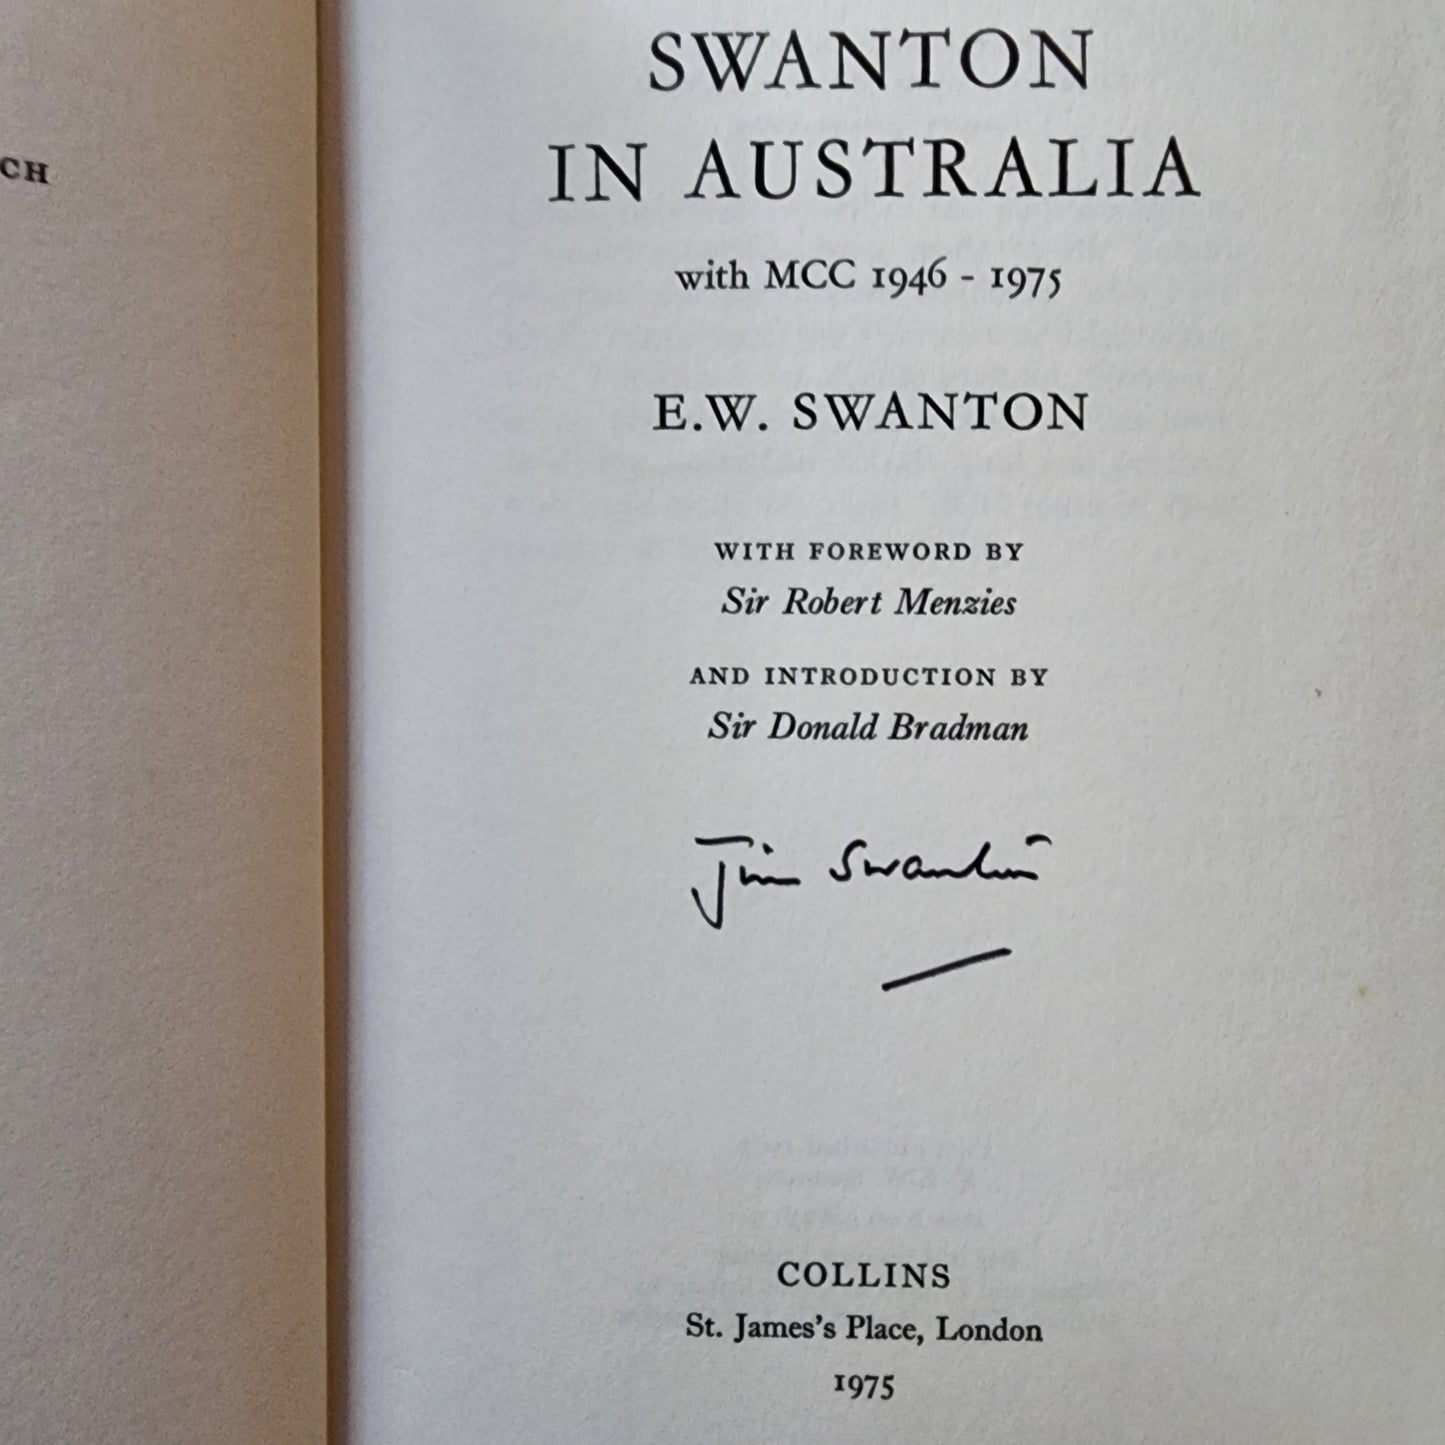 CH
SWANTON
IN AUSTRALIA
with MCC 1946 - 1975
E.W. SWANTON
WITH FOREWORD BY
Sir Robert Menzies
AND INTRODUCTION BY
Sir Donald Bradman
Jim Swanton
COLLINS
St. James's Place, London
1975